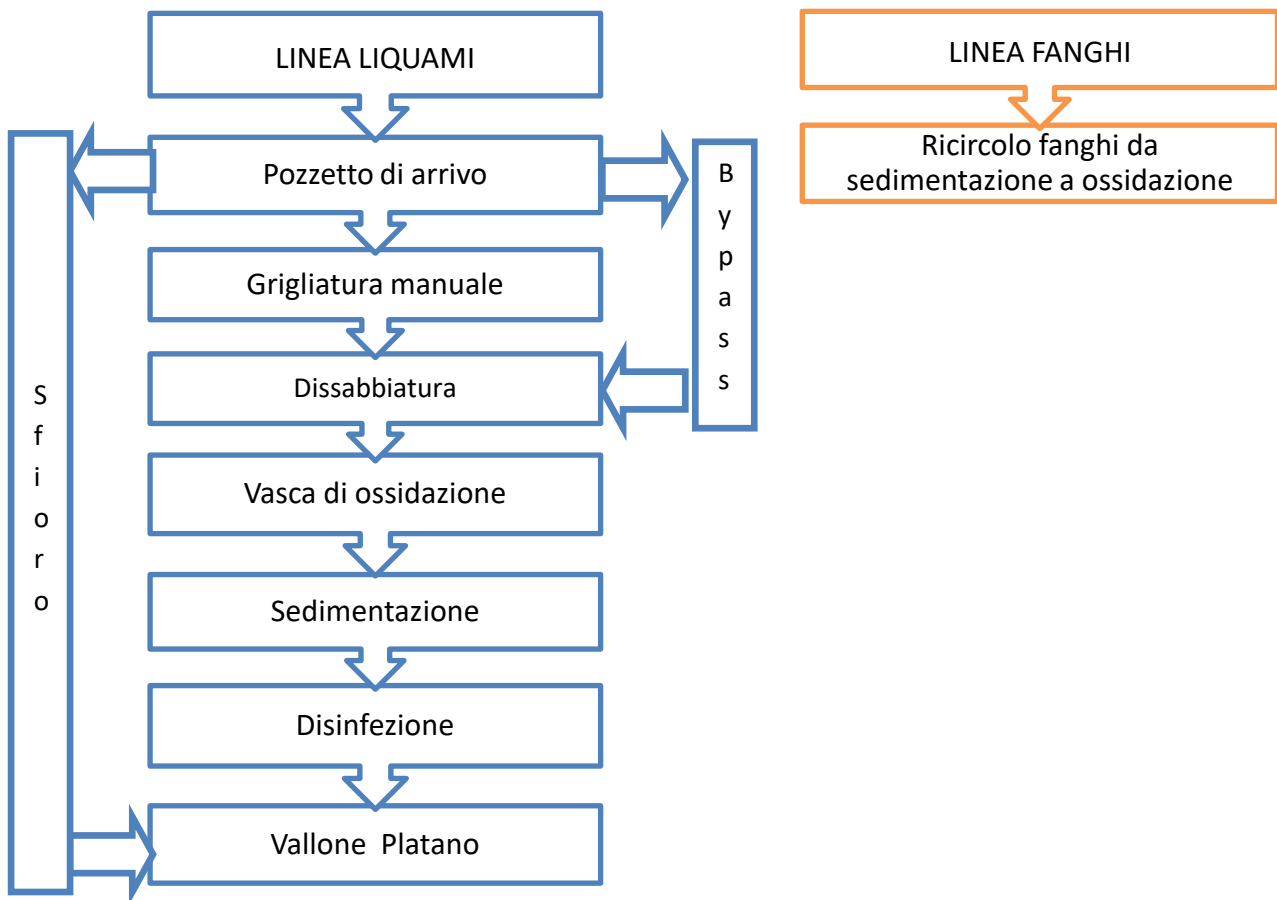 LINEA LIQUAMI
Pozzetto di arrivo
Grigliatura manuale
Dissabbiatura
Vasca di ossidazione
Sedimentazione
Disinfezione
Vallone Platano
S
f
i
o
r
o
B
y
p
a
s
s
LINEA FANGHI
Ricircolo fanghi da
sedimentazione a ossidazione